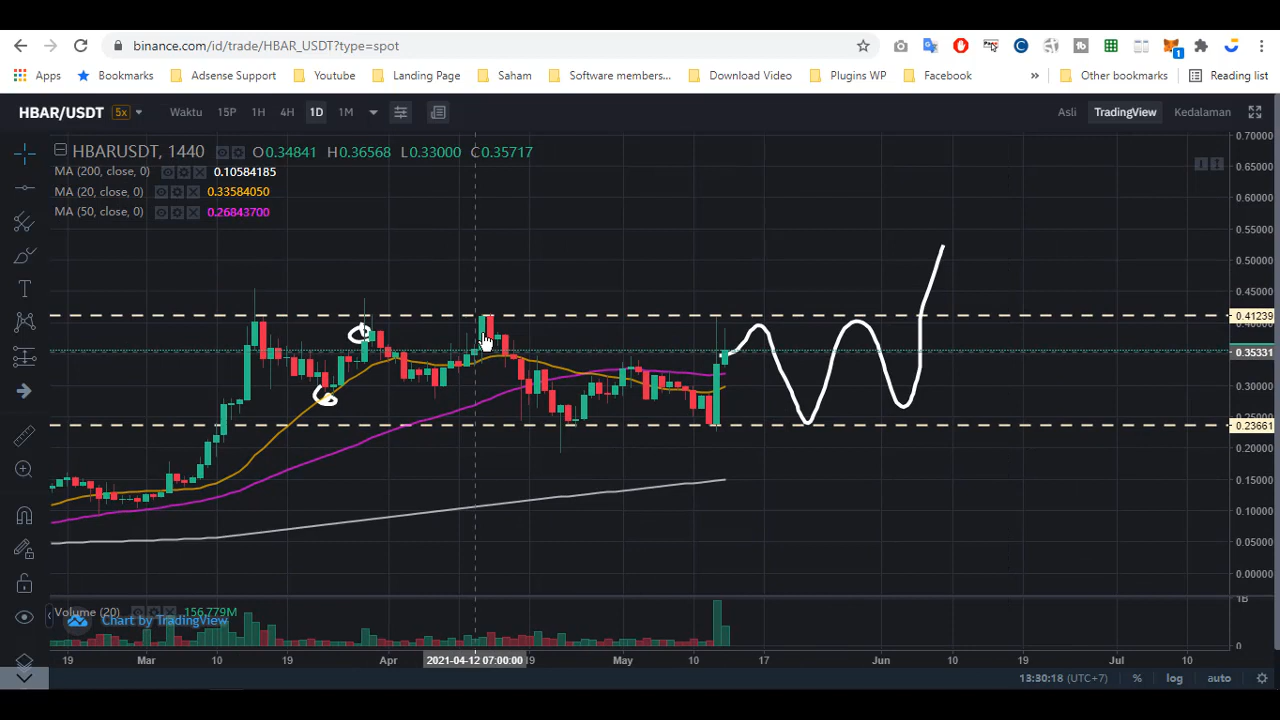 binance.com/id/trade/HBAR_USDT?type=spot
Apps Bookmarks Adsense Support Youtube Landing Page Saham Software members... Download Video Plugins WP Facebook » Other bookmarks Reading list
HBAR/USDT 5x Waktu 15P 1H 4H 1D 1M Asli TradingView Kedalaman
HBARUSDT, 1440 O0.34841 H0.36568 L0.33000 C0.35717
MA (200, close, 0) 0.10584185
MA (20, close, 0) 0.33584050
MA (50, close, 0) 0.26843700
0.70000
0.65000
0.60000
0.55000
0.50000
0.45000
0.41239
0.40000
0.35331
0.30000
0.25000
0.23661
0.20000
0.15000
0.10000
0.05000
0.00000
Volume (20) 156.779M
1B
Chart by TradingView
0
19 Mar 10 19 Apr 2021-04-12 07:00:00 19 May 10 17 Jun 10 19 Jul 10
13:30:18 (UTC+7) % log auto